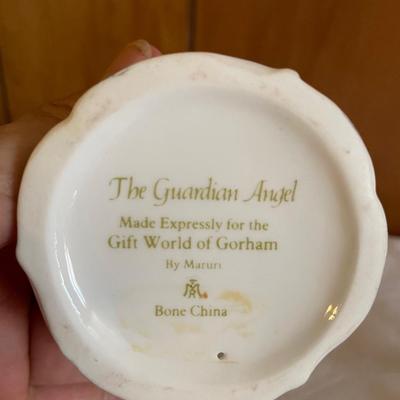 The Guardian Angel
Made Expressly for the
Gift World of Gorham
By Maruri
Bone China